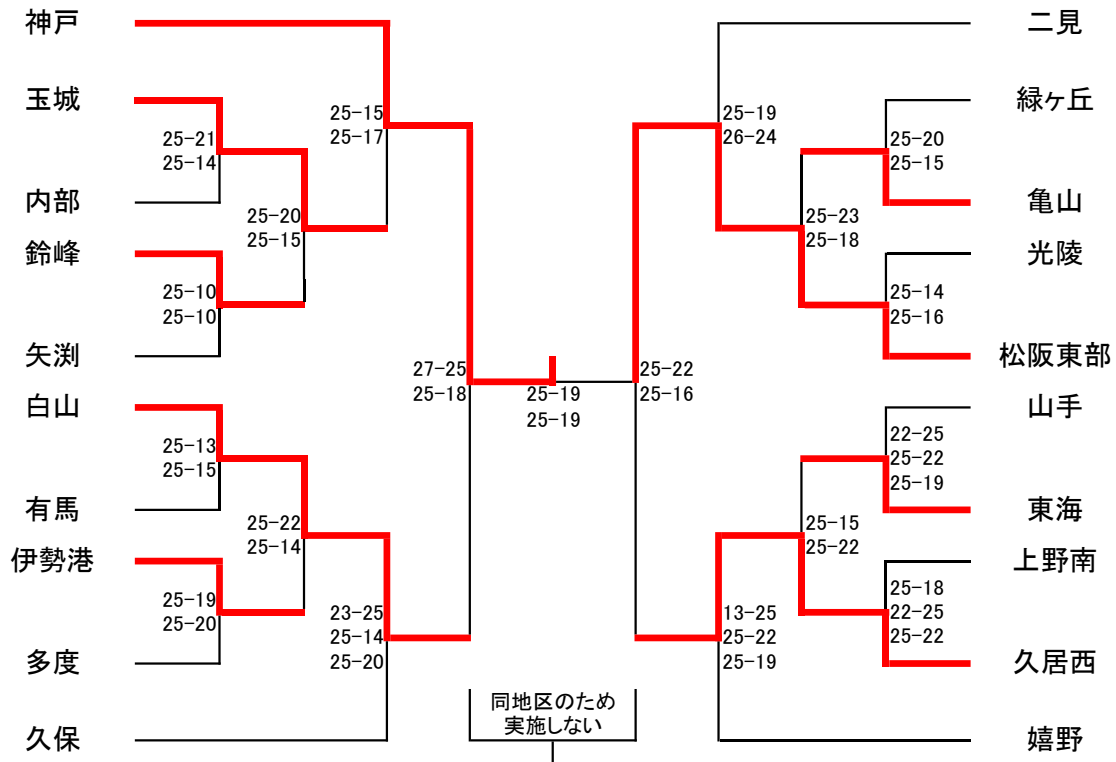 神戸
玉城
内部
鈴峰
矢渕
白山
有馬
伊勢港
多度
久保
25-21
25-14
25-10
25-10
25-13
25-15
25-19
25-20
25-20
25-15
25-22
25-14
25-15
25-17
23-25
25-14
25-20
27-25
25-18
25-19
25-19
同地区のため
実施しない
25-22
25-16
25-19
26-24
13-25
25-22
25-19
25-23
25-18
25-15
25-22
25-20
25-15
25-14
25-16
22-25
25-22
25-19
25-18
22-25
25-22
二見
緑ヶ丘
亀山
光陵
松阪東部
山手
東海
上野南
久居西
嬉野